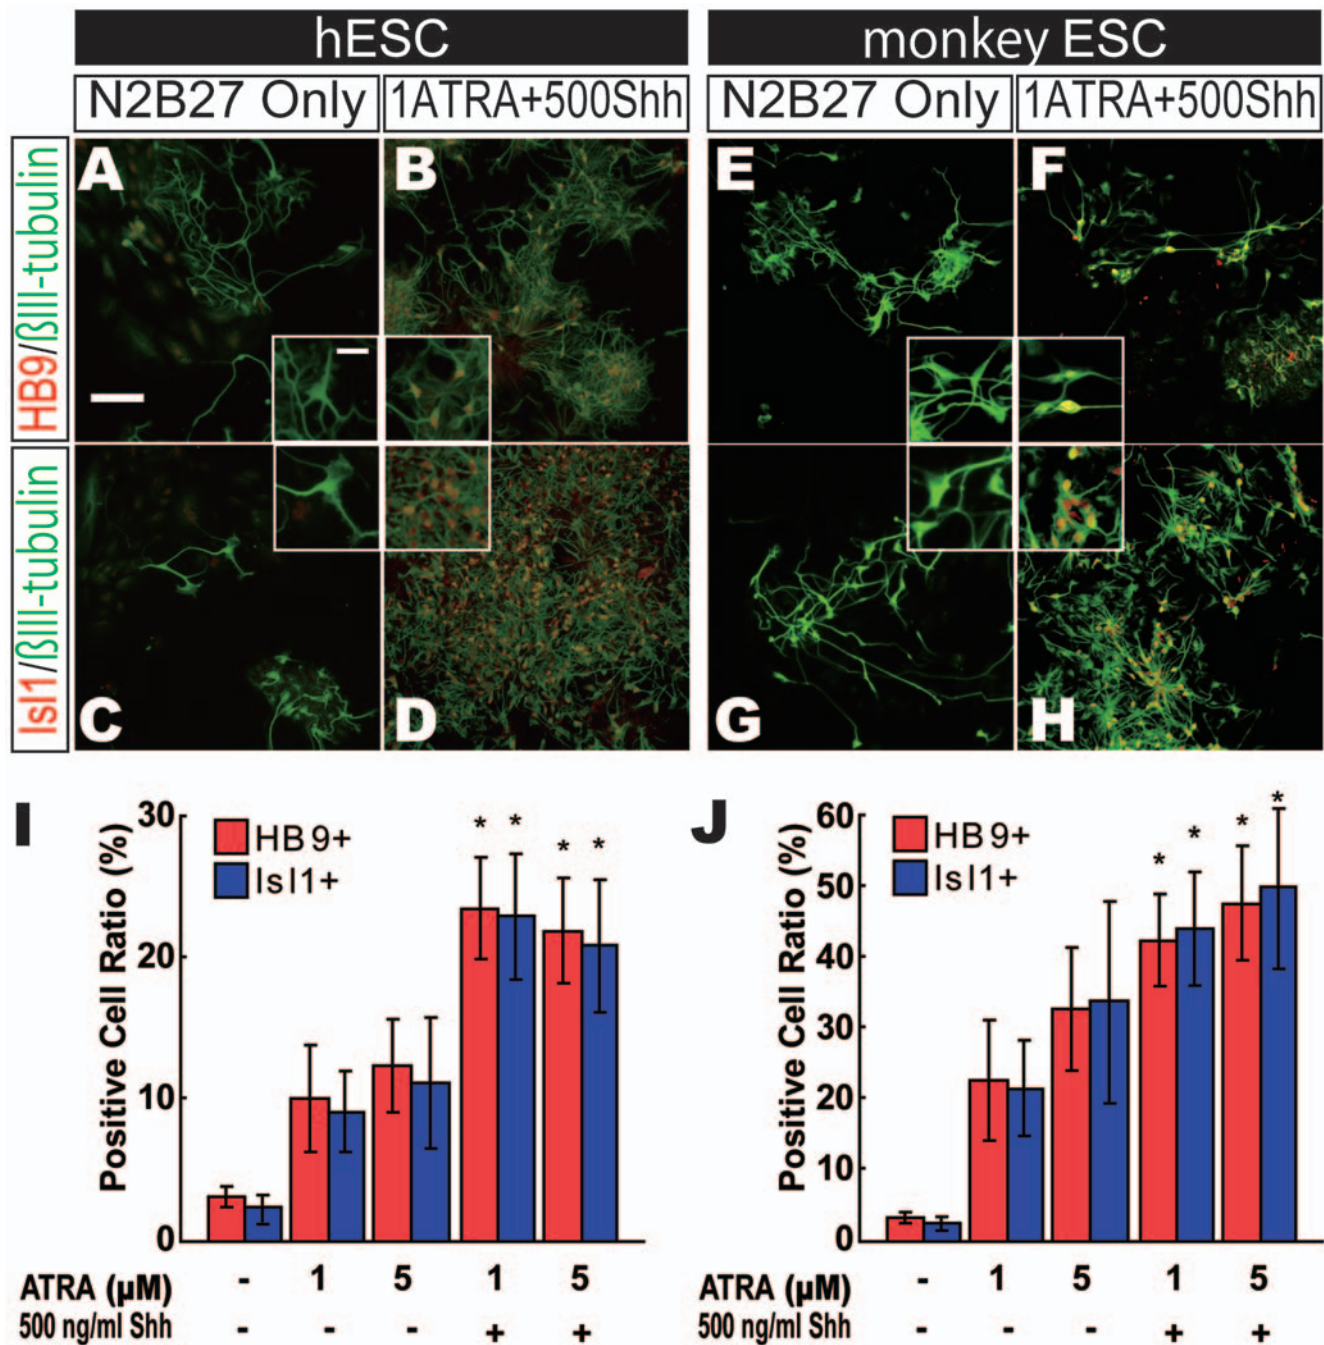 hESC
monkey ESC
N2B27 Only
1ATRA+500Shh
N2B27 Only
1ATRA+500Shh
HB9/ßIII-tubulin
A
B
E
F
Isl1/ßIII-tubulin
C
D
G
H
I
Positive Cell Ratio (%)
30
20
10
0
HB9+
Isl1+
* * * *
ATRA (µM) - 1 5 1 5
500 ng/ml Shh - - - + +
J
Positive Cell Ratio (%)
60
50
40
30
20
10
0
HB9+
Isl1+
* * * *
ATRA (µM) - 1 5 1 5
500 ng/ml Shh - - - + +